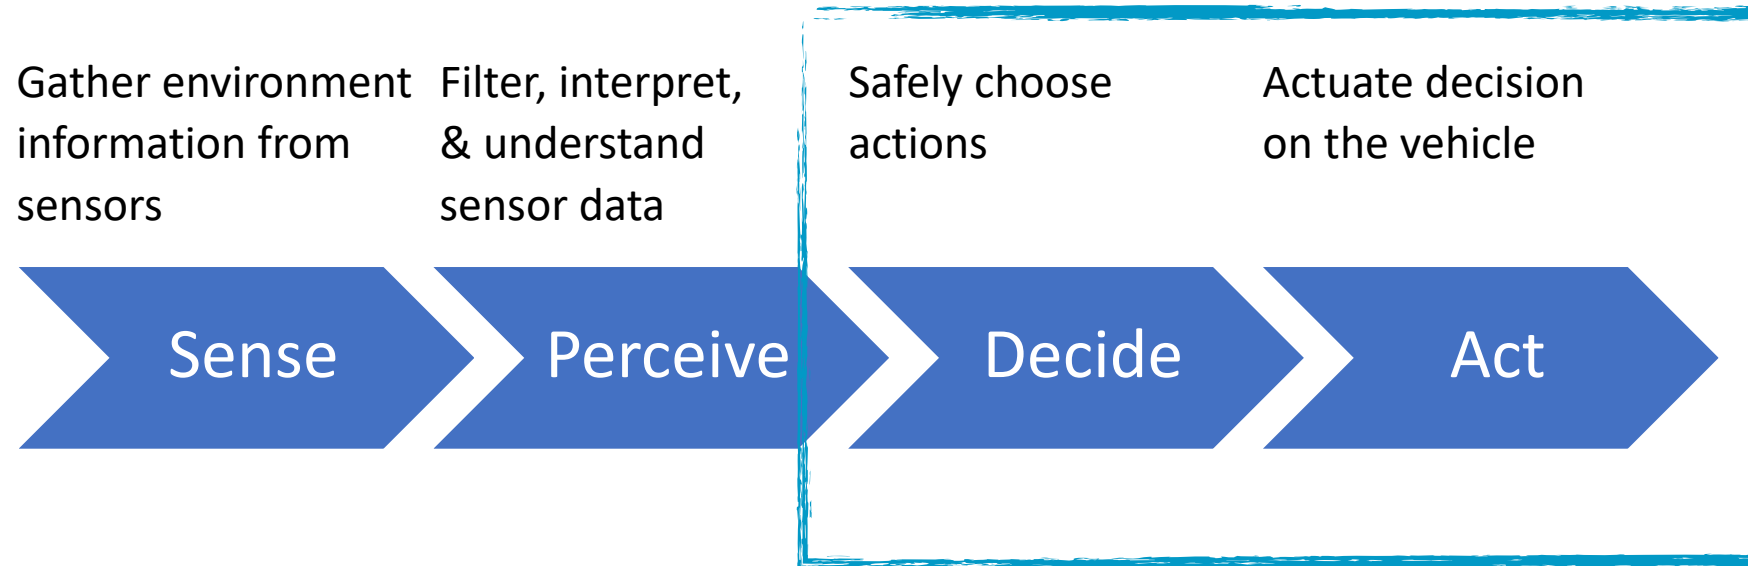 Gather environment
information from
sensors
Filter, interpret,
& understand
sensor data
Safely choose
actions
Actuate decision
on the vehicle
Sense
Perceive
Decide
Act